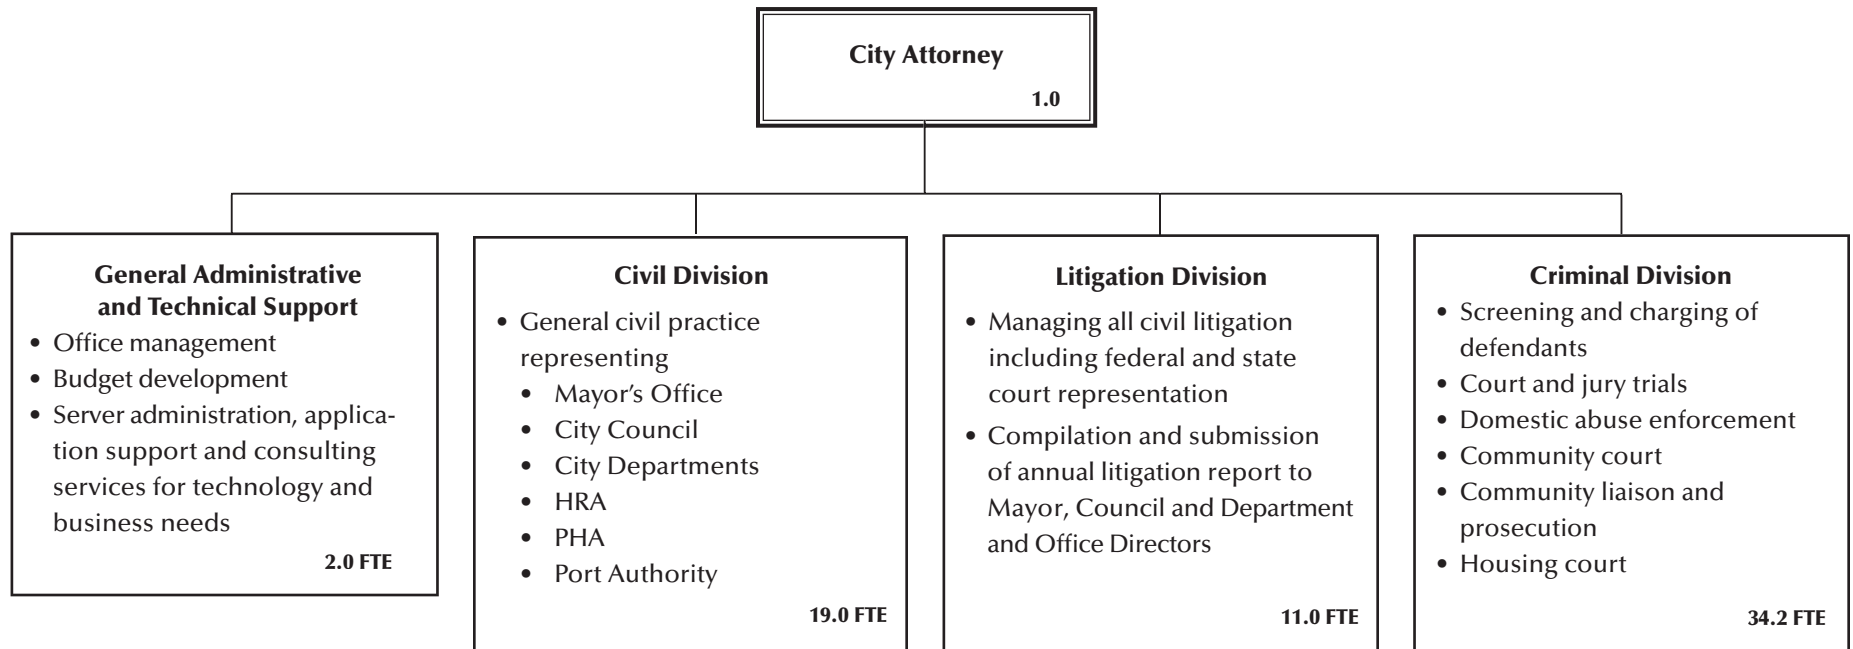 City Attorney
1.0
General Administrative
and Technical Support
• Office management
• Budget development
• Server administration, applica-
tion support and consulting
services for technology and
business needs
2.0 FTE
Civil Division
• General civil practice
representing
• Mayor’s Office
• City Council
• City Departments
• HRA
• PHA
• Port Authority
19.0 FTE
Litigation Division
• Managing all civil litigation
including federal and state
court representation
• Compilation and submission
of annual litigation report to
Mayor, Council and Department
and Office Directors
11.0 FTE
Criminal Division
• Screening and charging of
defendants
• Court and jury trials
• Domestic abuse enforcement
• Community court
• Community liaison and
prosecution
• Housing court
34.2 FTE